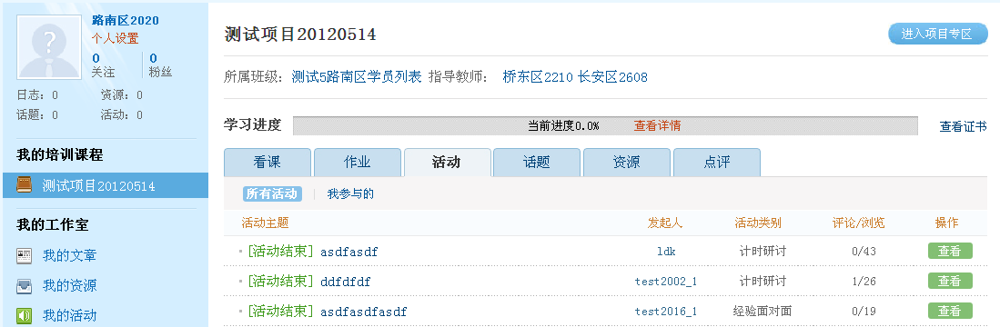 路南区2020
个人设置
0 0
关注 粉丝
日志：0 资源：0
话题：0 活动：0
我的培训课程
测试项目20120514
我的工作室
我的文章
我的资源
我的活动
测试项目20120514 进入项目专区
所属班级：测试5路南区学员列表 指导教师： 桥东区2210 长安区2608
学习进度 当前进度0.0% 查看详情 查看证书
看课 作业 活动 话题 资源 点评
所有活动 | 我参与的
活动主题 发起人 活动类别 评论/浏览 操作
[活动结束] asdfasdf ldk 计时研讨 0/43 查看
[活动结束] ddfdfdf test2002_1 计时研讨 1/26 查看
[活动结束] asdfasdfasdf test2016_1 经验面对面 0/19 查看